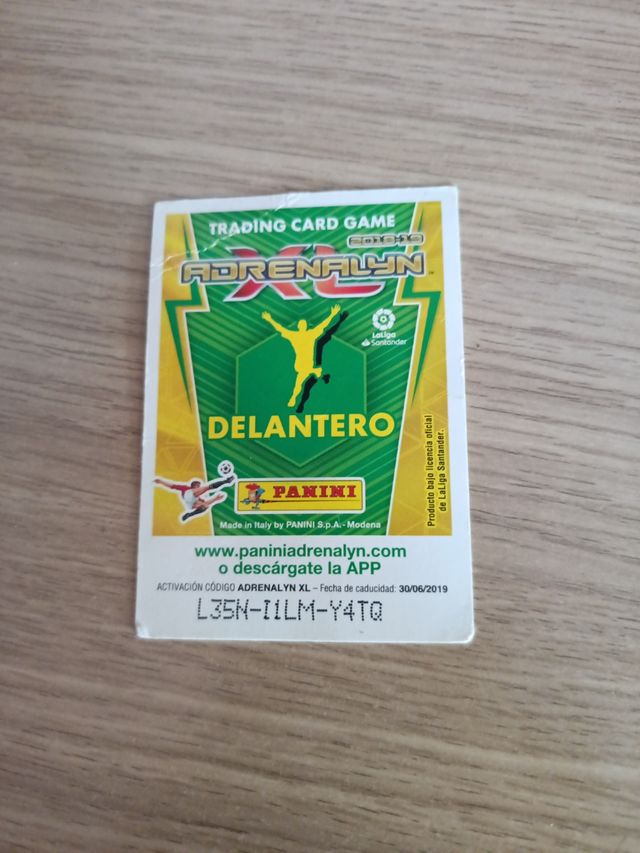 TRADING CARD GAME
2018-19
ADRENALYN XL™
LaLiga
Santander
DELANTERO
PANINI
Made in Italy by PANINI S.p.A. - Modena
Producto bajo licencia oficial
de LaLiga Santander.
www.paniniadrenalyn.com
o descárgate la APP
ACTIVACIÓN CÓDIGO ADRENALYN XL – Fecha de caducidad: 30/06/2019
L35N-I1LM-Y4TQ